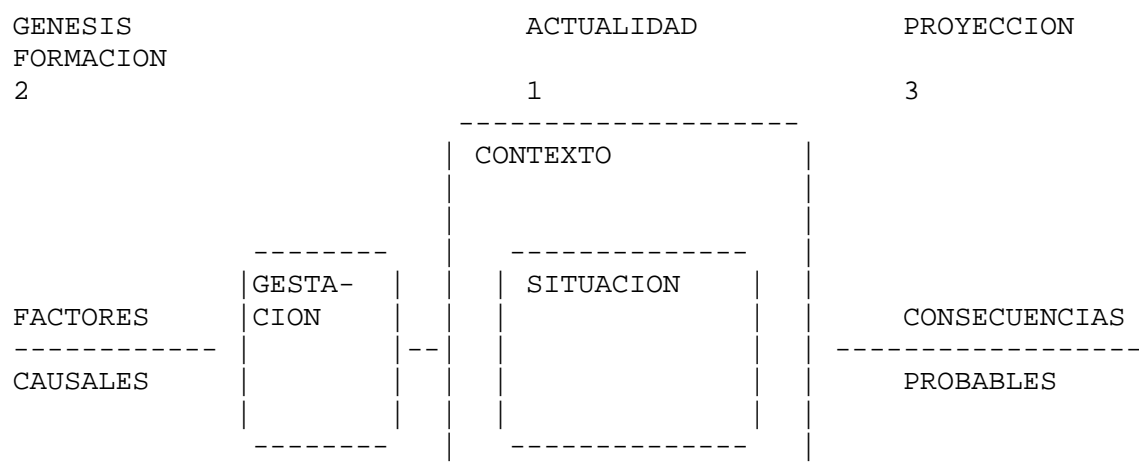 GENESIS ACTUALIDAD PROYECCION
FORMACION
2 1 3
CONTEXTO
GESTA- SITUACION
FACTORES CION CONSECUENCIAS
CAUSALES PROBABLES